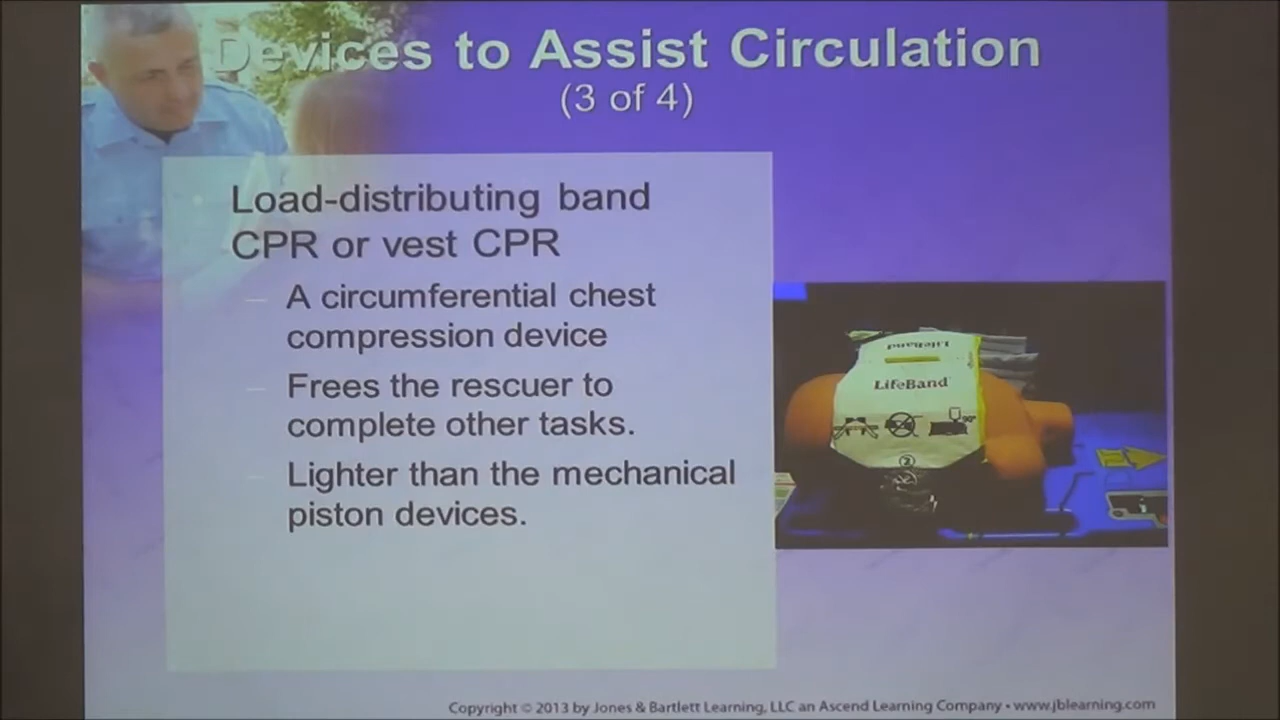 Devices to Assist Circulation
(3 of 4)
Load-distributing band
CPR or vest CPR
– A circumferential chest
compression device
– Frees the rescuer to
complete other tasks.
– Lighter than the mechanical
piston devices.
LifeBand
LifeBand
90°
2
Copyright © 2013 by Jones & Bartlett Learning, LLC an Ascend Learning Company • www.jblearning.com